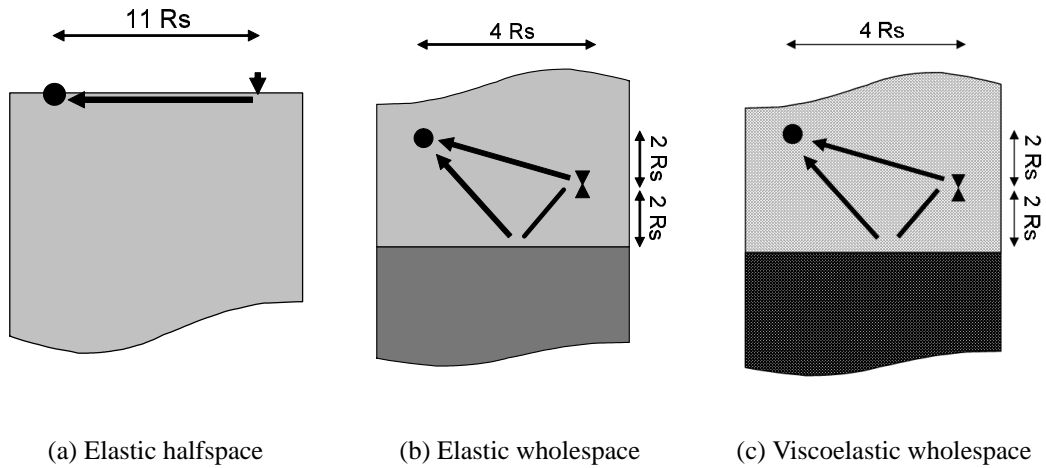 11 Rs
4 Rs
4 Rs
2 Rs
2 Rs
2 Rs
2 Rs
(a) Elastic halfspace
(b) Elastic wholespace
(c) Viscoelastic wholespace